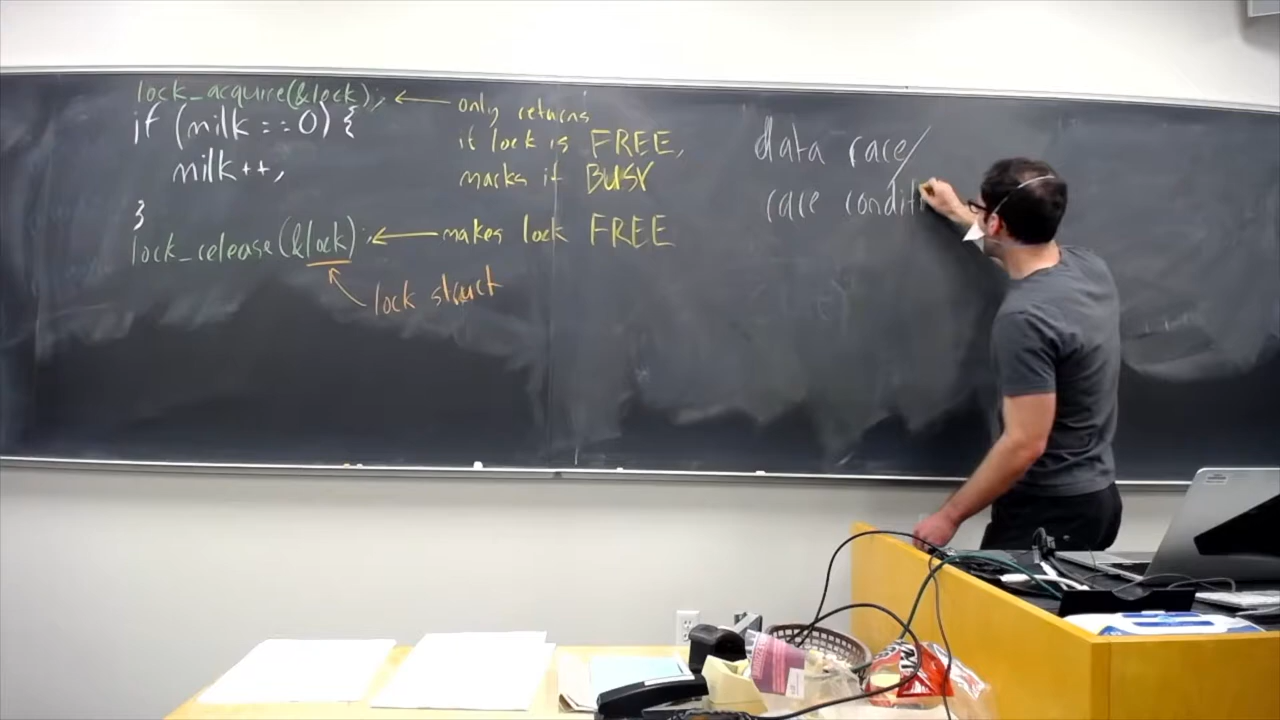 lock_acquire(&lock);
if (milk == 0) {
milk++;
}
lock_release(&lock);
only returns
if lock is FREE,
marks it BUSY
makes lock FREE
lock struct
data race/
race conditi